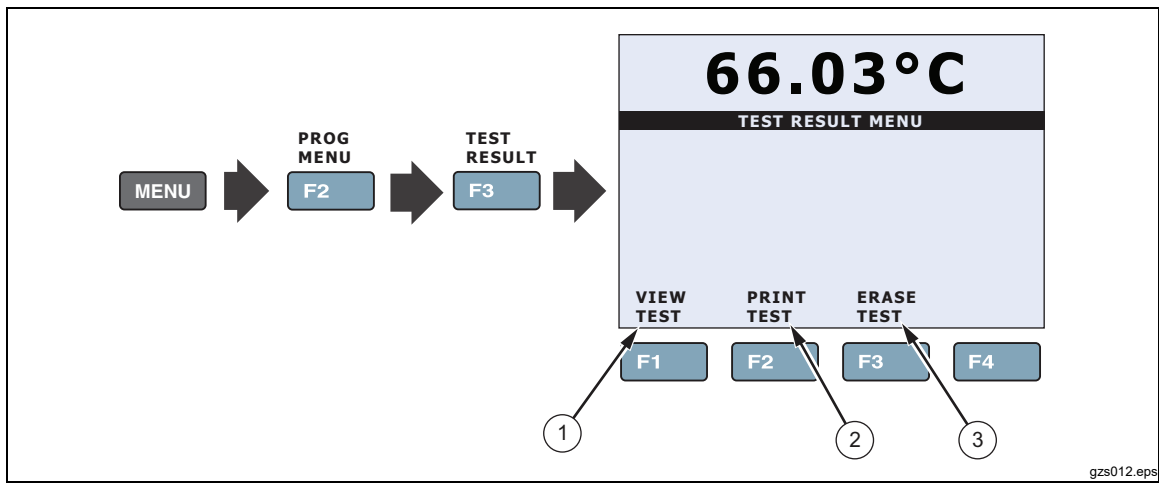 MENU
PROG
MENU
F2
TEST
RESULT
F3
66.03°C
TEST RESULT MENU
VIEW
TEST
PRINT
TEST
ERASE
TEST
F1
F2
F3
F4
1
2
3
gzs012.eps